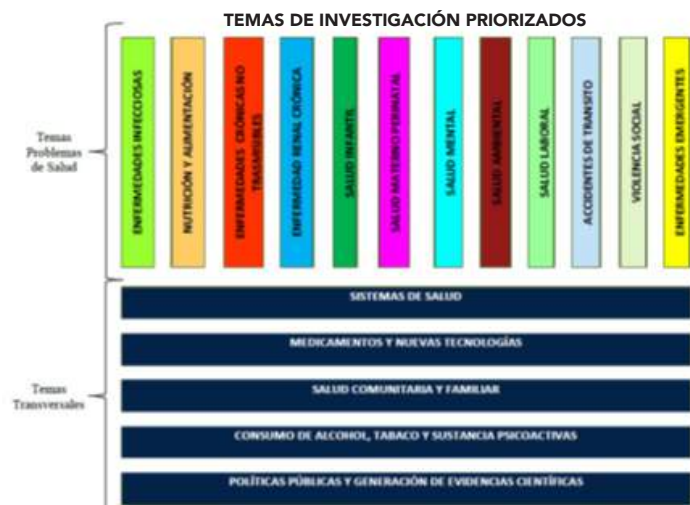 TEMAS DE INVESTIGACIÓN PRIORIZADOS
Temas
Problemas
de Salud
ENFERMEDADES INFECCIOSAS
NUTRICIÓN Y ALIMENTACIÓN
ENFERMEDADES CRÓNICAS NO
TRASMISIBLES
ENFERMEDAD RENAL CRÓNICA
SALUD INFANTIL
SALUD MATERNO PERINATAL
SALUD MENTAL
SALUD AMBIENTAL
SALUD LABORAL
ACCIDENTES DE TRANSITO
VIOLENCIA SOCIAL
ENFERMEDADES EMERGENTES
Temas
Transversales
SISTEMAS DE SALUD
MEDICAMENTOS Y NUEVAS TECNOLOGÍAS
SALUD COMUNITARIA Y FAMILIAR
CONSUMO DE ALCOHOL, TABACO Y SUSTANCIA PSICOACTIVAS
POLÍTICAS PÚBLICAS Y GENERACIÓN DE EVIDENCIAS CIENTÍFICAS